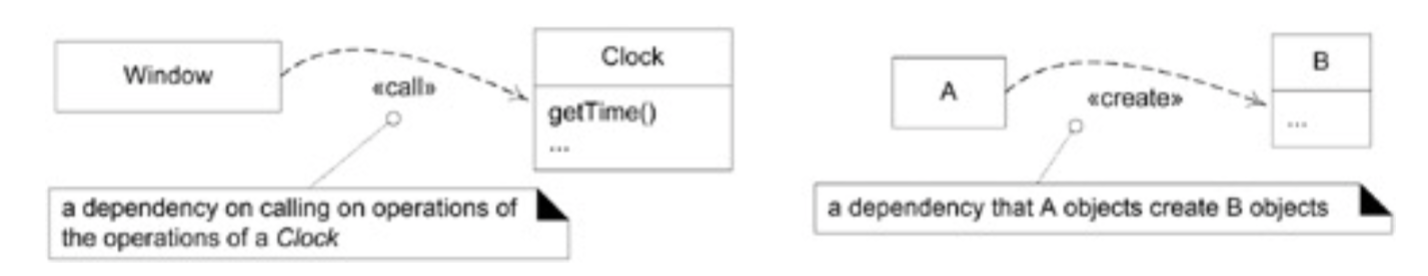 Window
«call»
Clock
getTime()
...
a dependency on calling on operations of
the operations of a Clock
A
«create»
B
...
a dependency that A objects create B objects